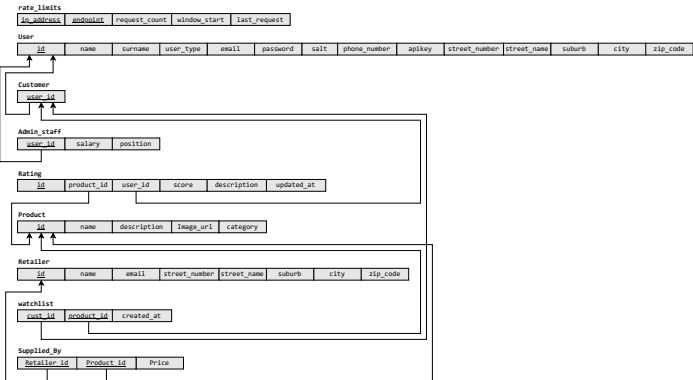 rate_limits
ip_address endpoint request_count window_start last_request
User
id name surname user_type email password salt phone_number apikey street_number street_name suburb city zip_code
Customer
user_id
Admin_staff
user_id salary position
Rating
id product_id user_id score description updated_at
Product
id name description Image_url category
Retailer
id name email street_number street_name suburb city zip_code
watchlist
cust_id product_id created_at
Supplied_By
Retailer_id Product_id Price